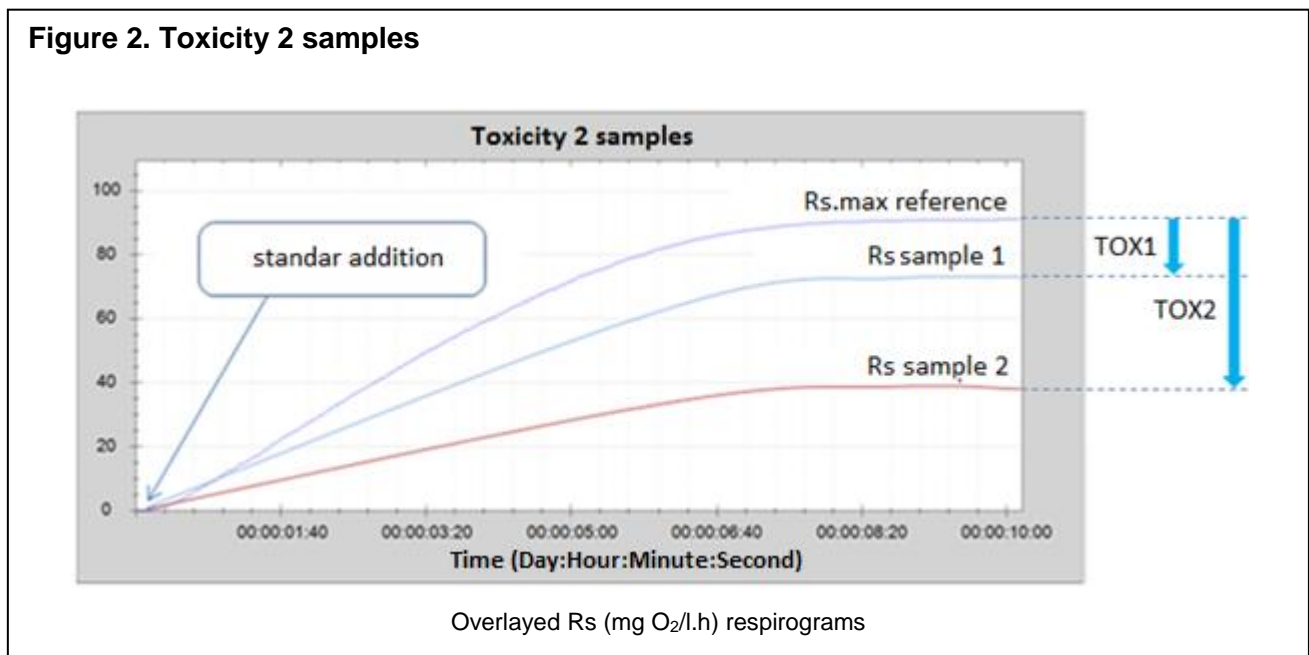 Figure 2. Toxicity 2 samples
Toxicity 2 samples
100
80
60
40
20
0
standar addition
Rs.max reference
Rs sample 1
Rs sample 2
TOX1
TOX2
00:00:01:40 00:00:03:20 00:00:05:00 00:00:06:40 00:00:08:20 00:00:10:00
Time (Day:Hour:Minute:Second)
Overlayed Rs (mg O₂/l.h) respirograms